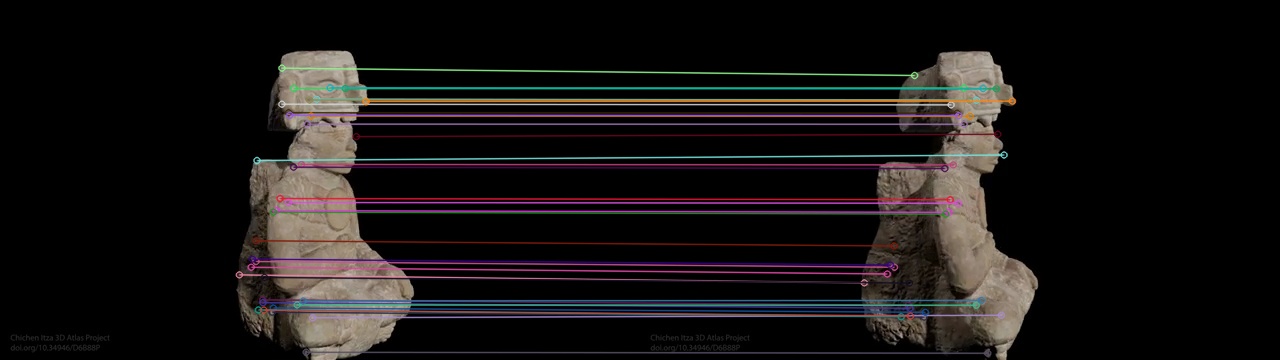 Chichen Itza 3D Atlas Project
doi.org/10.34946/D6B88P
Chichen Itza 3D Atlas Project
doi.org/10.34946/D6B88P